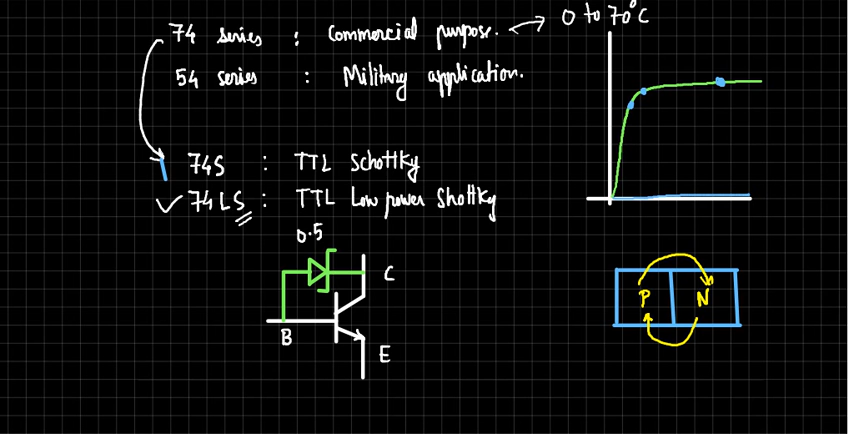 74 series : Commercial purpose. → 0 to 70°C
54 series : Military application.
74S : TTL Schottky
74LS : TTL Low power Shottky
0.5
C
B
E
P N